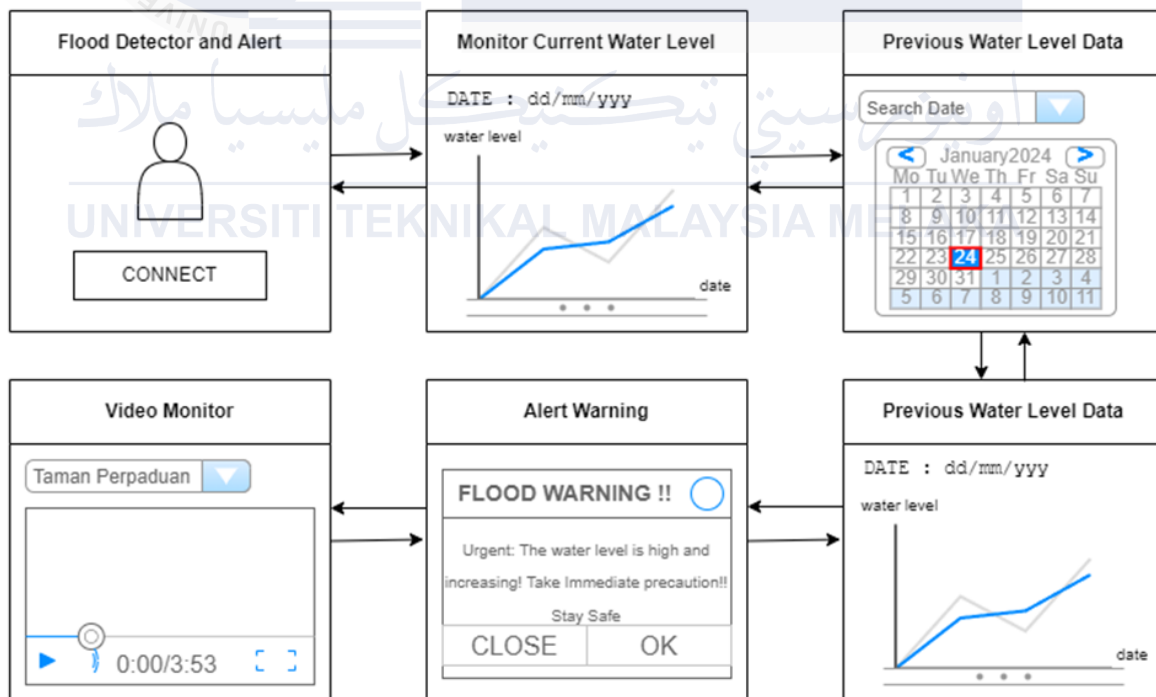 Flood Detector and Alert
CONNECT
Monitor Current Water Level
DATE : dd/mm/yyy
water level
date
Previous Water Level Data
Search Date
< January2024 >
Mo Tu We Th Fr Sa Su
1 2 3 4 5 6 7
8 9 10 11 12 13 14
15 16 17 18 19 20 21
22 23 24 25 26 27 28
29 30 31 1 2 3 4
5 6 7 8 9 10 11
اونيۏرسيتي تيكنيكل مليسيا ملاك
UNIVERSITI TEKNIKAL MALAYSIA ME
Video Monitor
Taman Perpaduan
0:00/3:53
Alert Warning
FLOOD WARNING !!
Urgent: The water level is high and
increasing! Take Immediate precaution!!
Stay Safe
CLOSE OK
Previous Water Level Data
DATE : dd/mm/yyy
water level
date